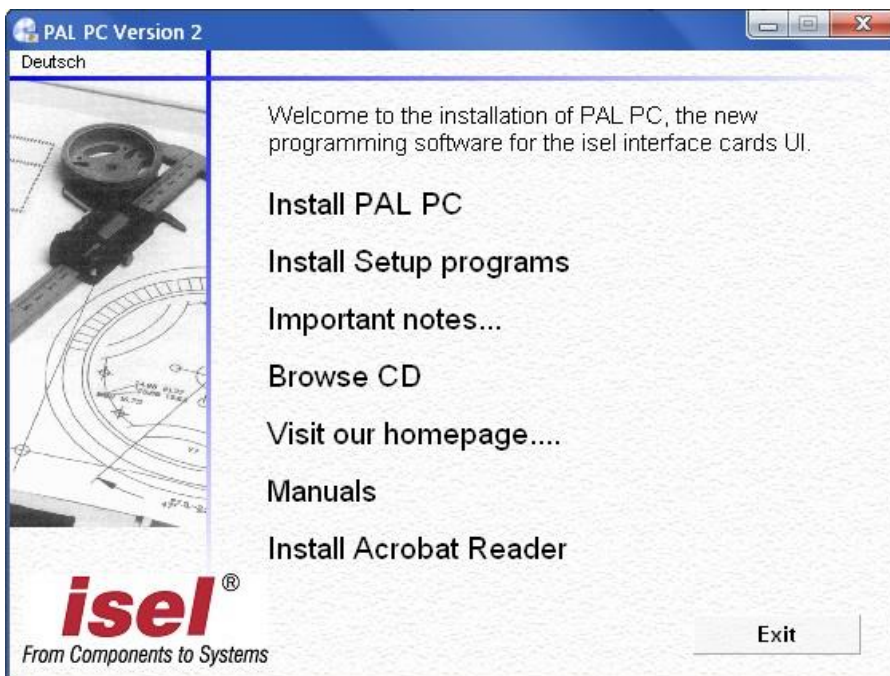 PAL PC Version 2
Deutsch
Welcome to the installation of PAL PC, the new
programming software for the isel interface cards UI.
Install PAL PC
Install Setup programs
Important notes...
Browse CD
Visit our homepage....
Manuals
Install Acrobat Reader
isel®
From Components to Systems
Exit